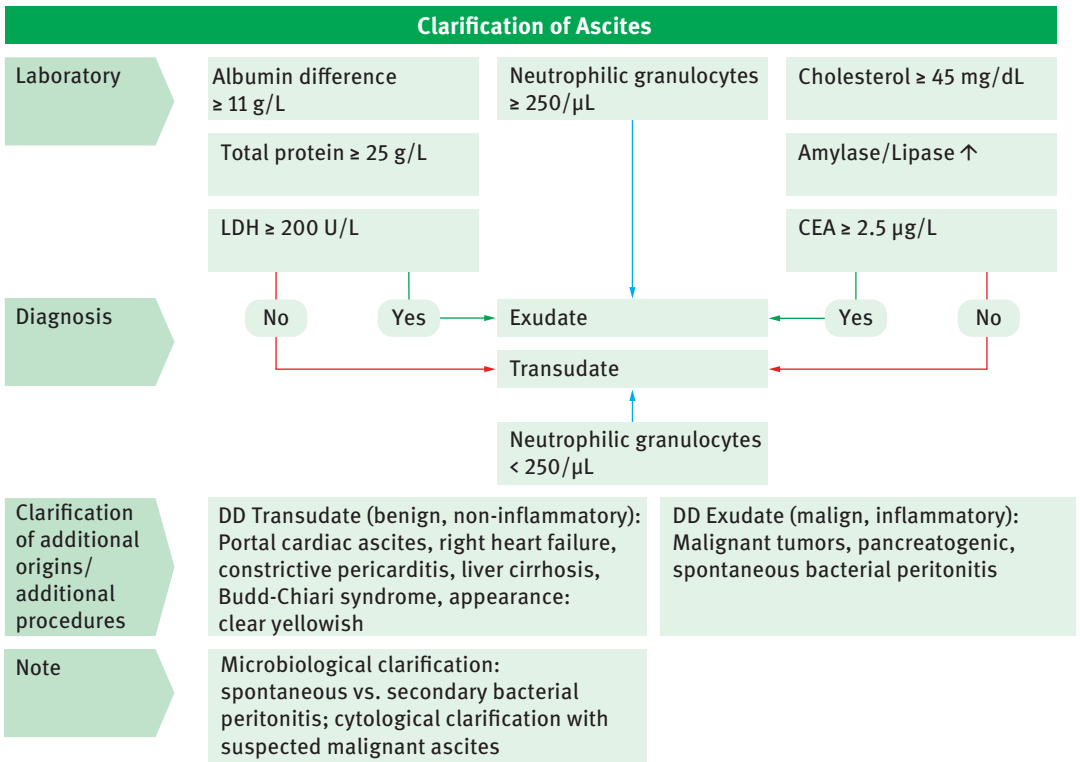 Clarification of Ascites
Laboratory
Albumin difference
≥ 11 g/L
Neutrophilic granulocytes
≥ 250/µL
Cholesterol ≥ 45 mg/dL
Total protein ≥ 25 g/L
Amylase/Lipase ↑
LDH ≥ 200 U/L
CEA ≥ 2.5 µg/L
Diagnosis
No
Yes
Exudate
Yes
No
Transudate
Neutrophilic granulocytes
< 250/µL
Clarification
of additional
origins/
additional
procedures
DD Transudate (benign, non-inflammatory):
Portal cardiac ascites, right heart failure,
constrictive pericarditis, liver cirrhosis,
Budd-Chiari syndrome, appearance:
clear yellowish
DD Exudate (malign, inflammatory):
Malignant tumors, pancreatogenic,
spontaneous bacterial peritonitis
Note
Microbiological clarification:
spontaneous vs. secondary bacterial
peritonitis; cytological clarification with
suspected malignant ascites